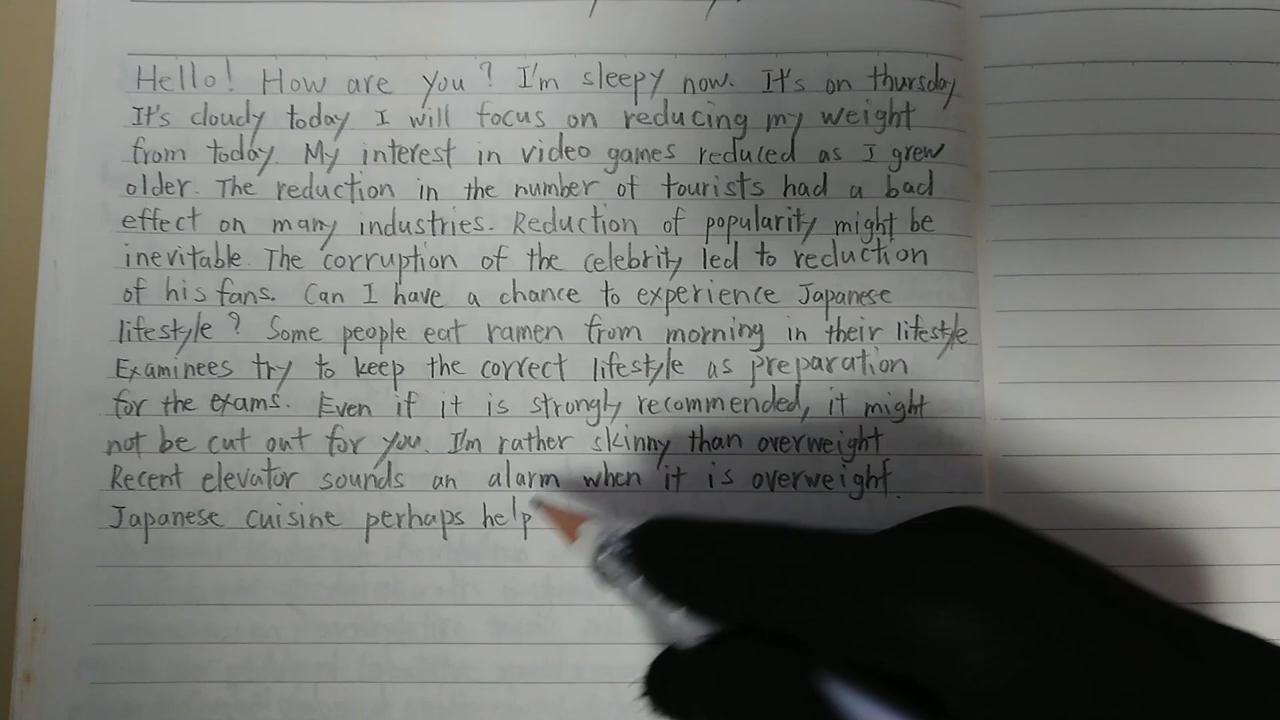 Hello! How are you? I'm sleepy now. It's on thursday
It's cloudy today I will focus on reducing my weight
from today. My interest in video games reduced as I grew
older. The reduction in the number of tourists had a bad
effect on many industries. Reduction of popularity might be
inevitable. The corruption of the celebrity led to reduction
of his fans. Can I have a chance to experience Japanese
lifestyle? Some people eat ramen from morning in their lifestyle
Examinees try to keep the correct lifestyle as preparation
for the exams. Even if it is strongly recommended, it might
not be cut out for you. I'm rather skinny than overweight
Recent elevator sounds an alarm when it is overweight.
Japanese cuisine perhaps help